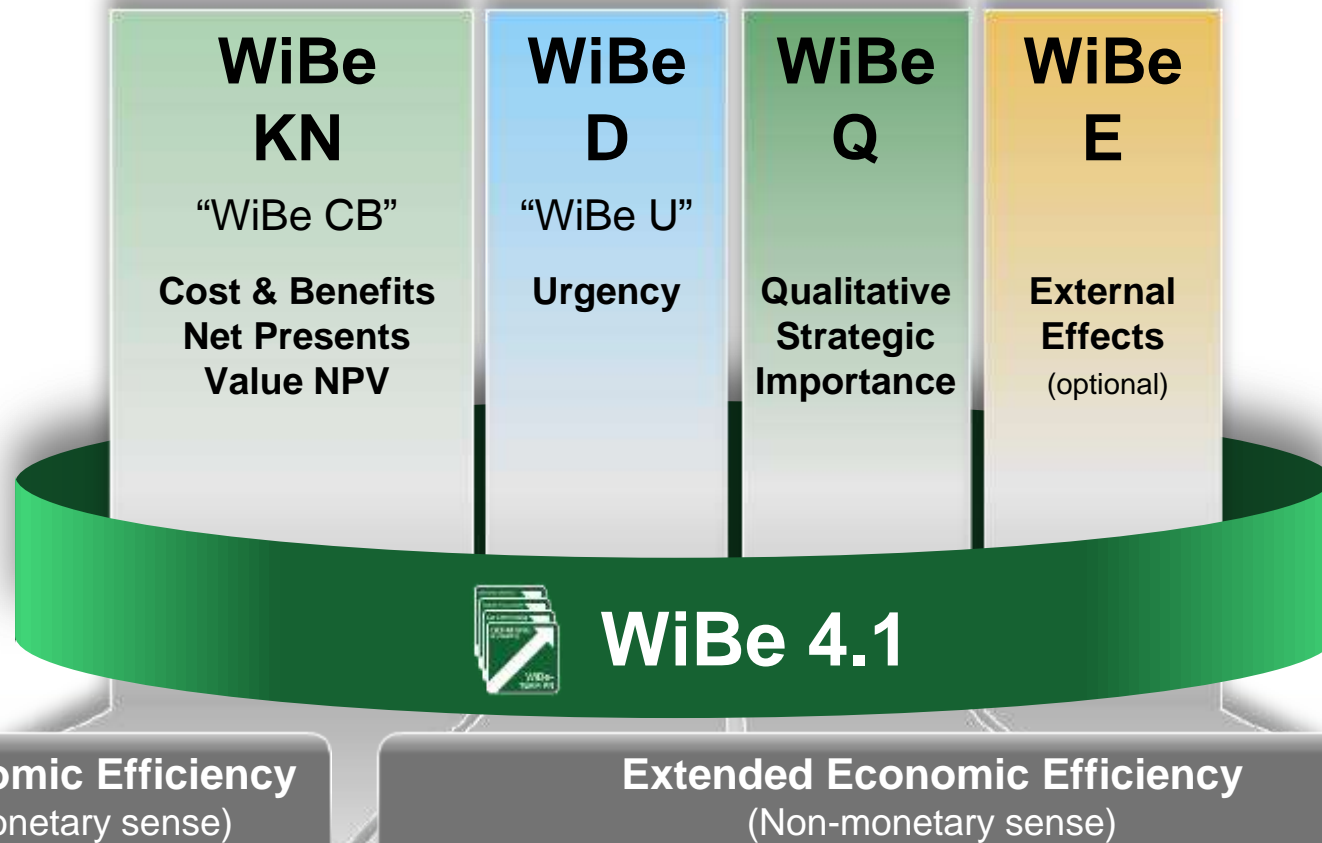 WiBe
KN
“WiBe CB”
Cost & Benefits
Net Presents
Value NPV
WiBe
D
“WiBe U”
Urgency
WiBe
Q
Qualitative
Strategic
Importance
WiBe
E
External
Effects
(optional)
WiBe 4.1
omic Efficiency
onetary sense)
Extended Economic Efficiency
(Non-monetary sense)